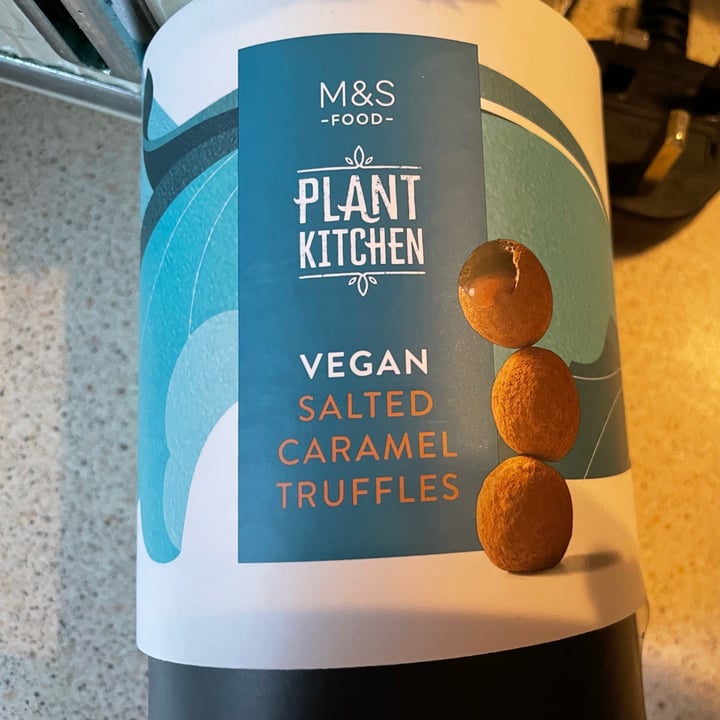 M&S
-FOOD-
PLANT
KITCHEN
VEGAN
SALTED
CARAMEL
TRUFFLES